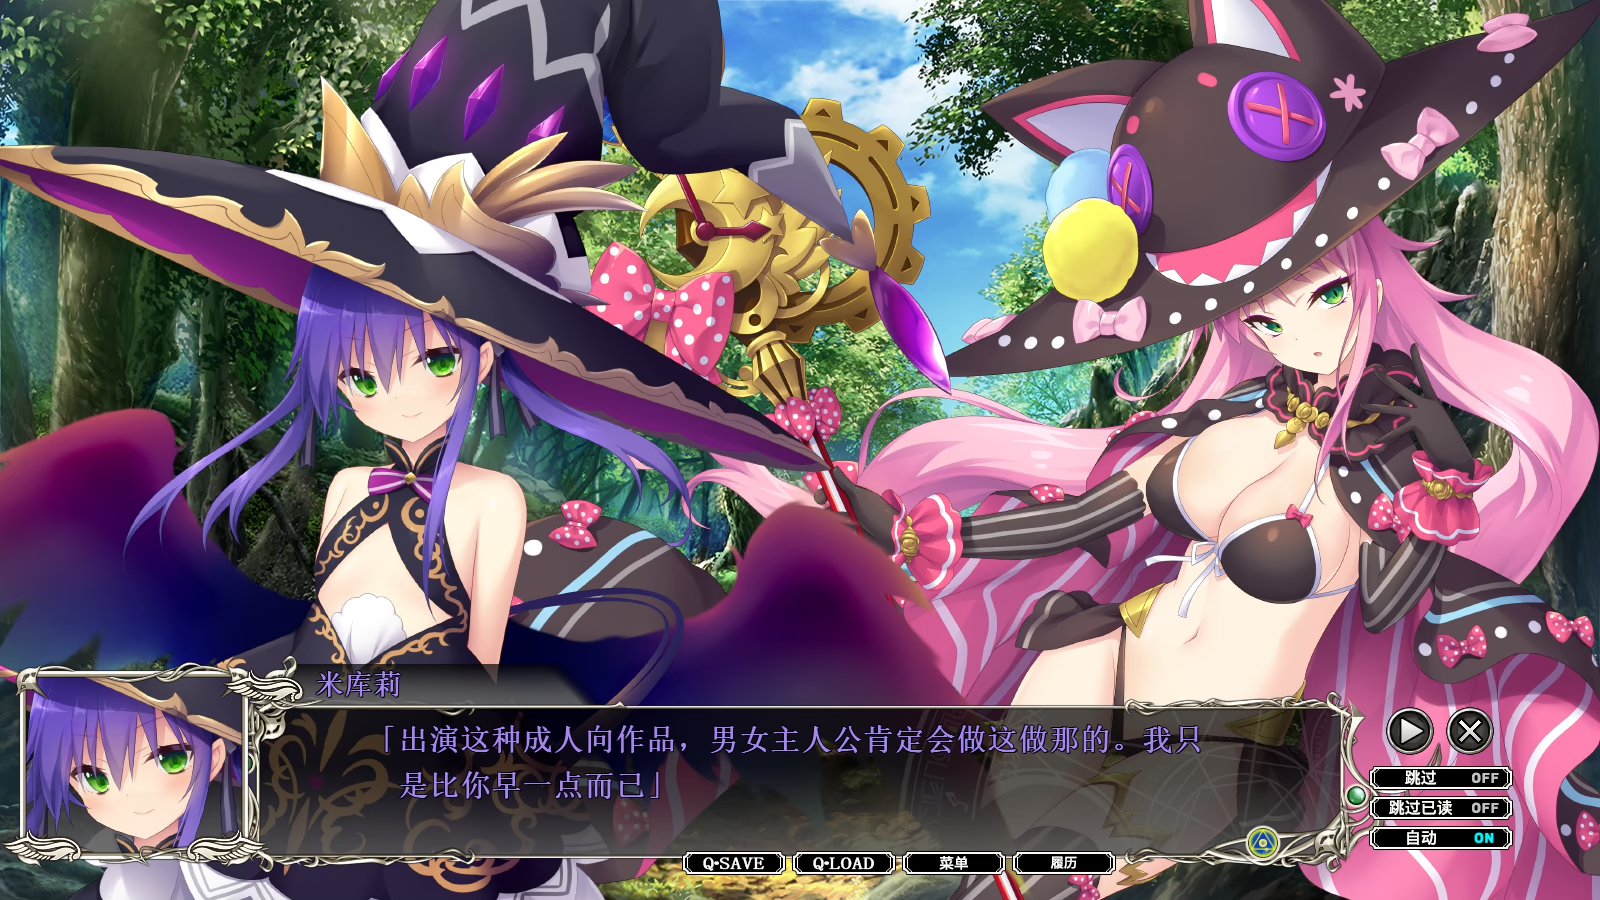 米库莉
「出演这种成人向作品，男女主人公肯定会做这做那的。我只
是比你早一点而已」
跳过 OFF
跳过已读 OFF
自动 ON
Q·SAVE Q·LOAD 菜单 履历